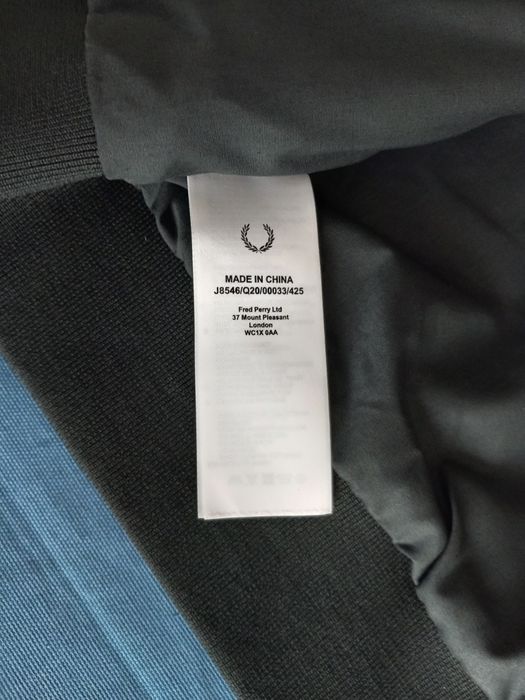 MADE IN CHINA
J8546/Q20/00033/425
Fred Perry Ltd
37 Mount Pleasant
London
WC1X 0AA